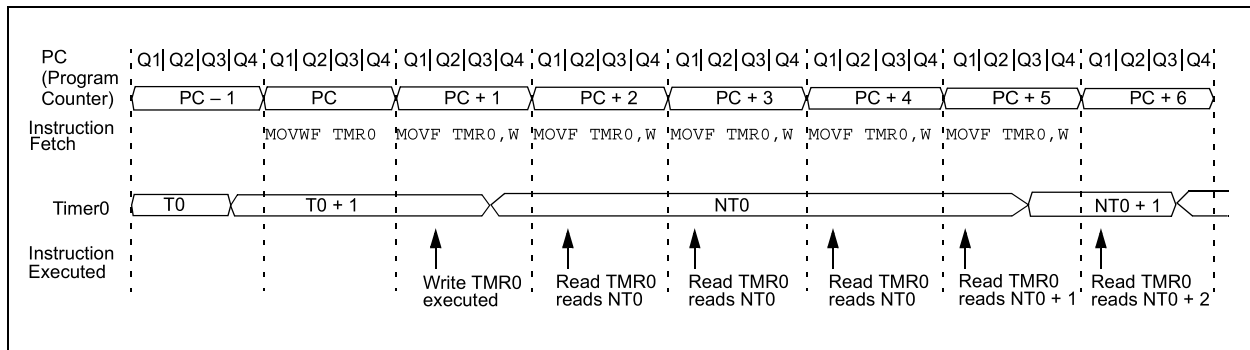 PC
(Program
Counter)
Q1 Q2 Q3 Q4 Q1 Q2 Q3 Q4 Q1 Q2 Q3 Q4 Q1 Q2 Q3 Q4 Q1 Q2 Q3 Q4 Q1 Q2 Q3 Q4 Q1 Q2 Q3 Q4 Q1 Q2 Q3 Q4
PC – 1 PC PC + 1 PC + 2 PC + 3 PC + 4 PC + 5 PC + 6
Instruction
Fetch
MOVWF TMR0 MOVF TMR0,W MOVF TMR0,W MOVF TMR0,W MOVF TMR0,W MOVF TMR0,W
Timer0
T0 T0 + 1 NT0 NT0 + 1
Instruction
Executed
Write TMR0
executed
Read TMR0
reads NT0
Read TMR0
reads NT0
Read TMR0
reads NT0
Read TMR0
reads NT0 + 1
Read TMR0
reads NT0 + 2